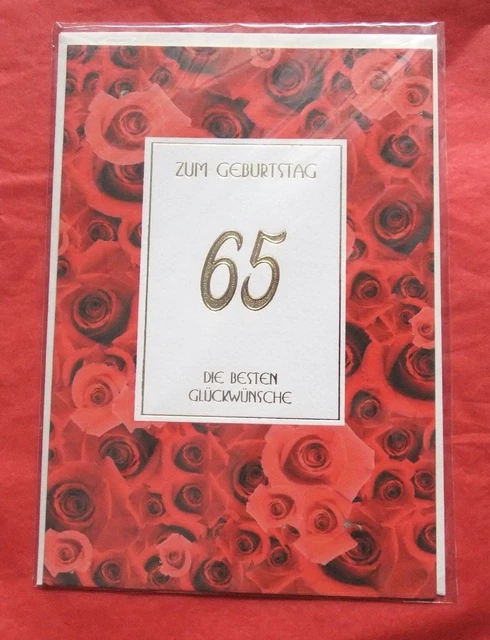 ZUM GEBURTSTAG
65
DIE BESTEN
GLÜCKWÜNSCHE